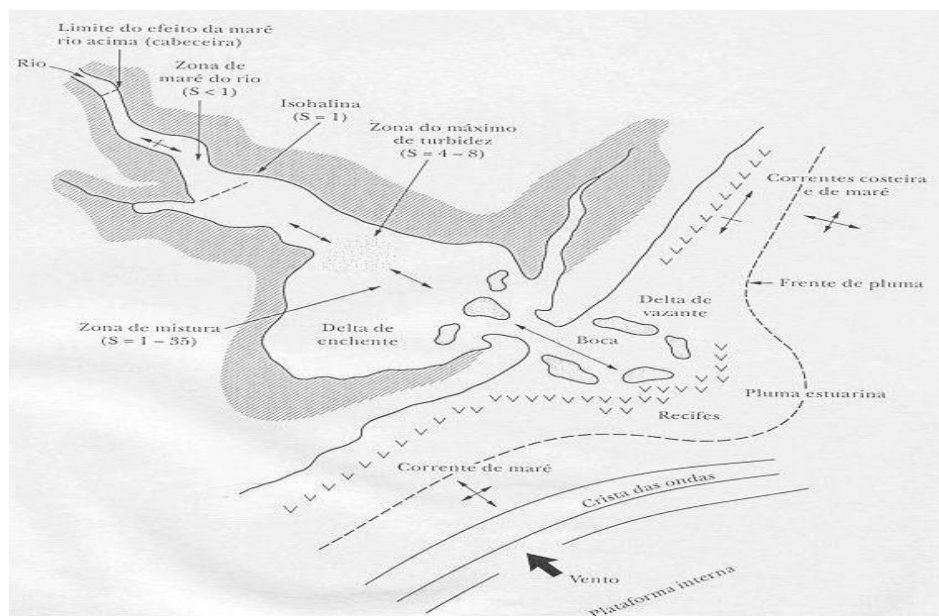 Limite do efeito da maré
rio acima (cabeceira)
Rio
Zona de
maré do rio
(S < 1)
Isohalina
(S = 1)
Zona do máximo
de turbidez
(S = 4 – 8)
Correntes costeira
e de maré
Frente de pluma
Delta de
vazante
Zona de mistura
(S = 1 – 35)
Delta de
enchente
Boca
Pluma estuarina
Recifes
Corrente de maré
Crista das ondas
Vento
Plataforma interna